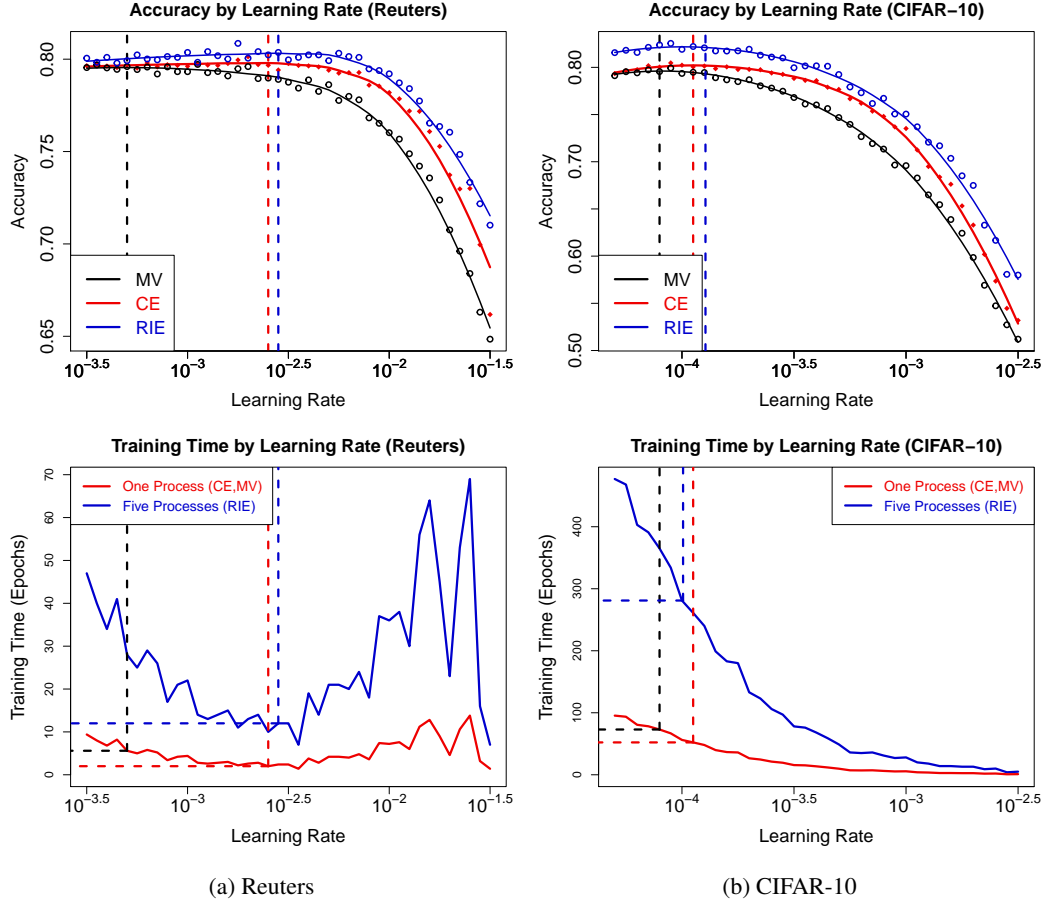 Accuracy by Learning Rate (Reuters)
Accuracy
0.80
0.75
0.70
0.65
MV
CE
RIE
10−3.5
10−3
10−2.5
10−2
10−1.5
Learning Rate
Accuracy by Learning Rate (CIFAR−10)
Accuracy
0.80
0.70
0.60
0.50
MV
CE
RIE
10−4
10−3.5
10−3
10−2.5
Learning Rate
Training Time by Learning Rate (Reuters)
Training Time (Epochs)
70
60
50
40
30
20
10
0
One Process (CE,MV)
Five Processes (RIE)
10−3.5
10−3
10−2.5
10−2
10−1.5
Learning Rate
Training Time by Learning Rate (CIFAR−10)
Training Time (Epochs)
400
300
200
100
0
One Process (CE,MV)
Five Processes (RIE)
10−4
10−3.5
10−3
10−2.5
Learning Rate
(a) Reuters
(b) CIFAR-10